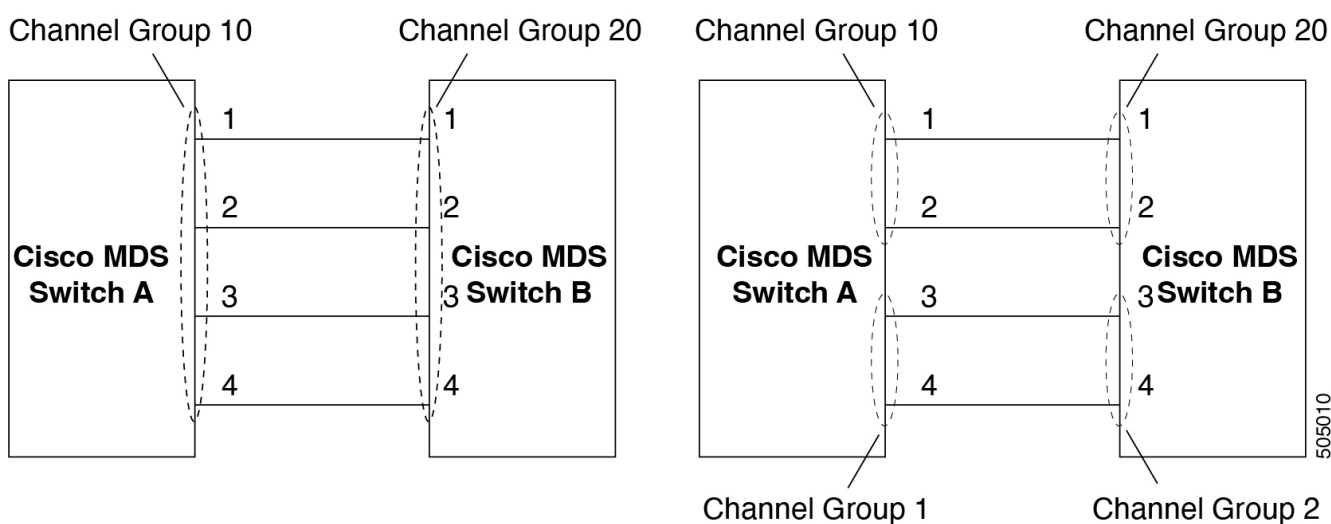 Channel Group 10
Channel Group 20
1
1
2
2
Cisco MDS
Switch A
Cisco MDS
Switch B
3
3
4
4
Channel Group 10
Channel Group 20
1
1
2
2
Cisco MDS
Switch A
Cisco MDS
Switch B
3
3
4
4
Channel Group 1
Channel Group 2
505010